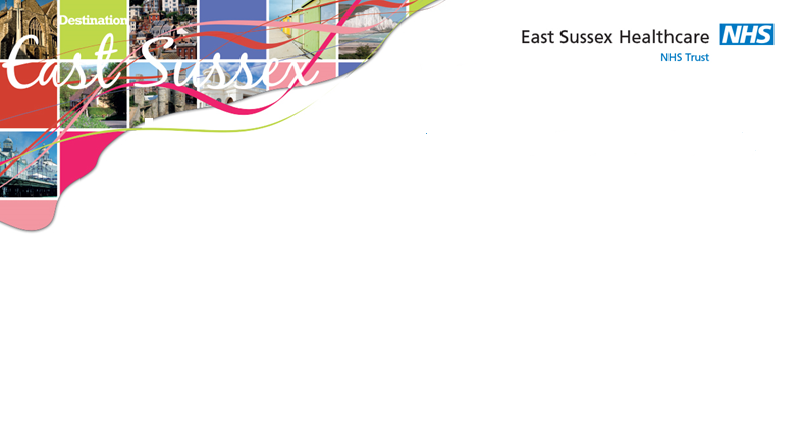 Destination
East Sussex
East Sussex Healthcare NHS
NHS Trust